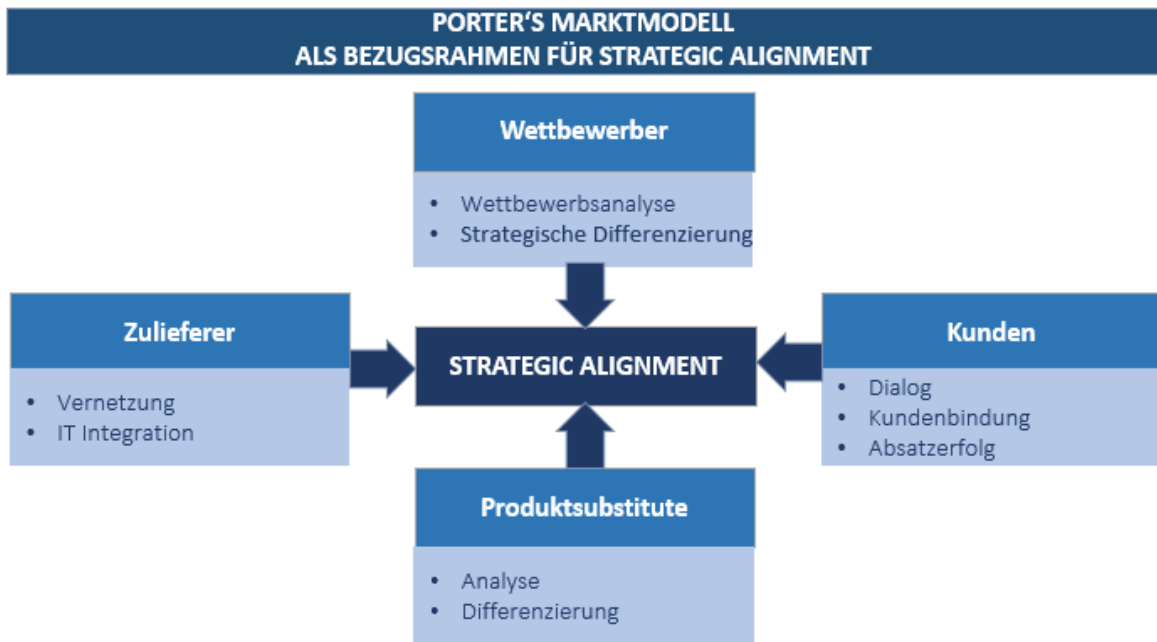 PORTER‘S MARKTMODELL
ALS BEZUGSRAHMEN FÜR STRATEGIC ALIGNMENT
Wettbewerber
• Wettbewerbsanalyse
• Strategische Differenzierung
Zulieferer
• Vernetzung
• IT Integration
STRATEGIC ALIGNMENT
Kunden
• Dialog
• Kundenbindung
• Absatzerfolg
Produktsubstitute
• Analyse
• Differenzierung